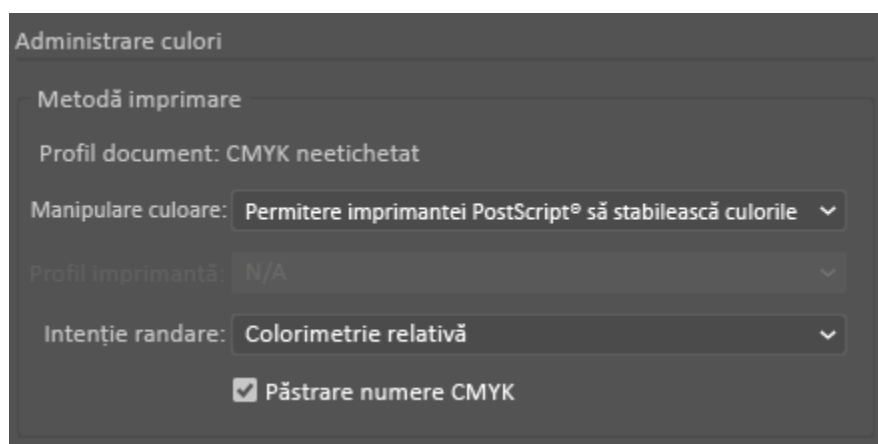 Administrare culori
Metodă imprimare
Profil document: CMYK neetichetat
Manipulare culoare: Permitere imprimantei PostScript® să stabilească culorile
Profil imprimantă: N/A
Intenție randare: Colorimetrie relativă
Păstrare numere CMYK